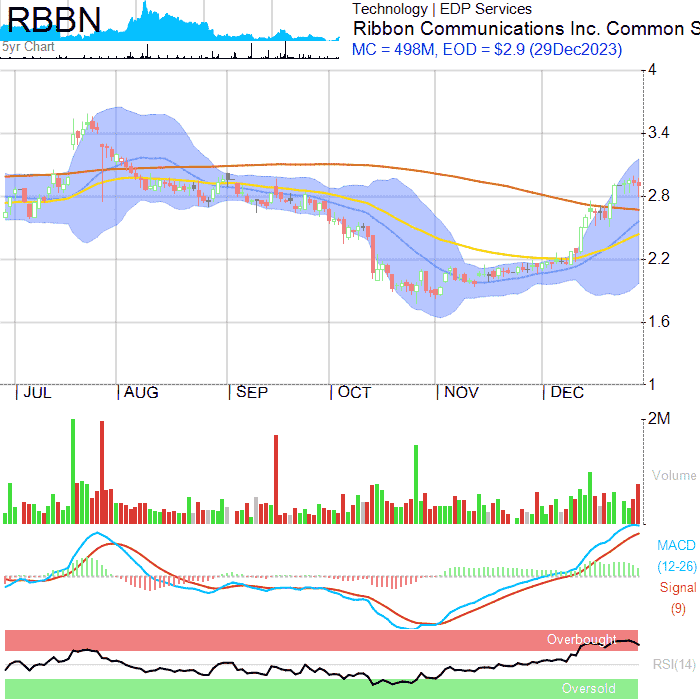 RBBN
5yr Chart
Technology | EDP Services
Ribbon Communications Inc. Common S
MC = 498M, EOD = $2.9 (29Dec2023)
4
3.4
2.8
2.2
1.6
1
JUL AUG SEP OCT NOV DEC
2M
Volume
MACD
(12-26)
Signal
(9)
Overbought
RSI(14)
Oversold